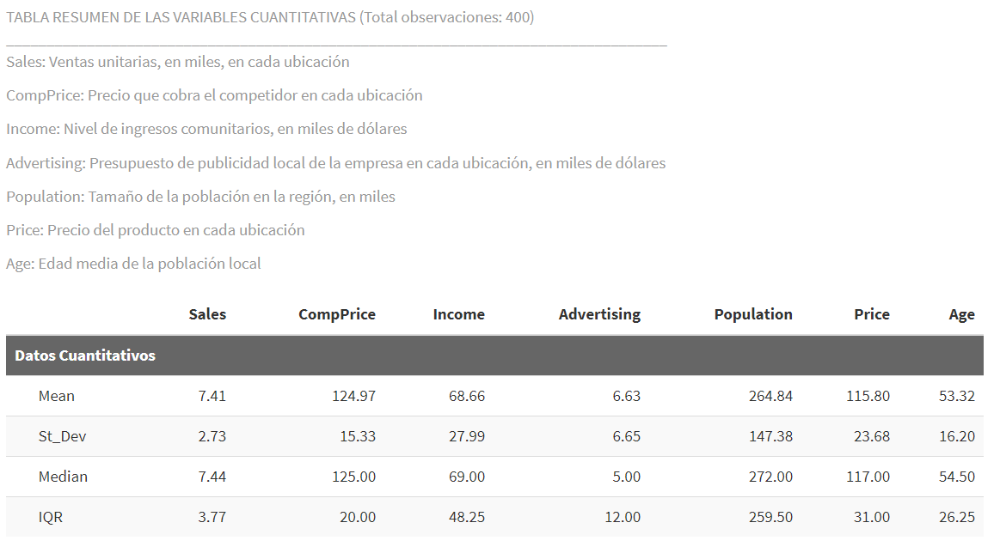 TABLA RESUMEN DE LAS VARIABLES CUANTITATIVAS (Total observaciones: 400)
Sales: Ventas unitarias, en miles, en cada ubicación
CompPrice: Precio que cobra el competidor en cada ubicación
Income: Nivel de ingresos comunitarios, en miles de dólares
Advertising: Presupuesto de publicidad local de la empresa en cada ubicación, en miles de dólares
Population: Tamaño de la población en la región, en miles
Price: Precio del producto en cada ubicación
Age: Edad media de la población local
Sales CompPrice Income Advertising Population Price Age
Datos Cuantitativos
Mean 7.41 124.97 68.66 6.63 264.84 115.80 53.32
St_Dev 2.73 15.33 27.99 6.65 147.38 23.68 16.20
Median 7.44 125.00 69.00 5.00 272.00 117.00 54.50
IQR 3.77 20.00 48.25 12.00 259.50 31.00 26.25